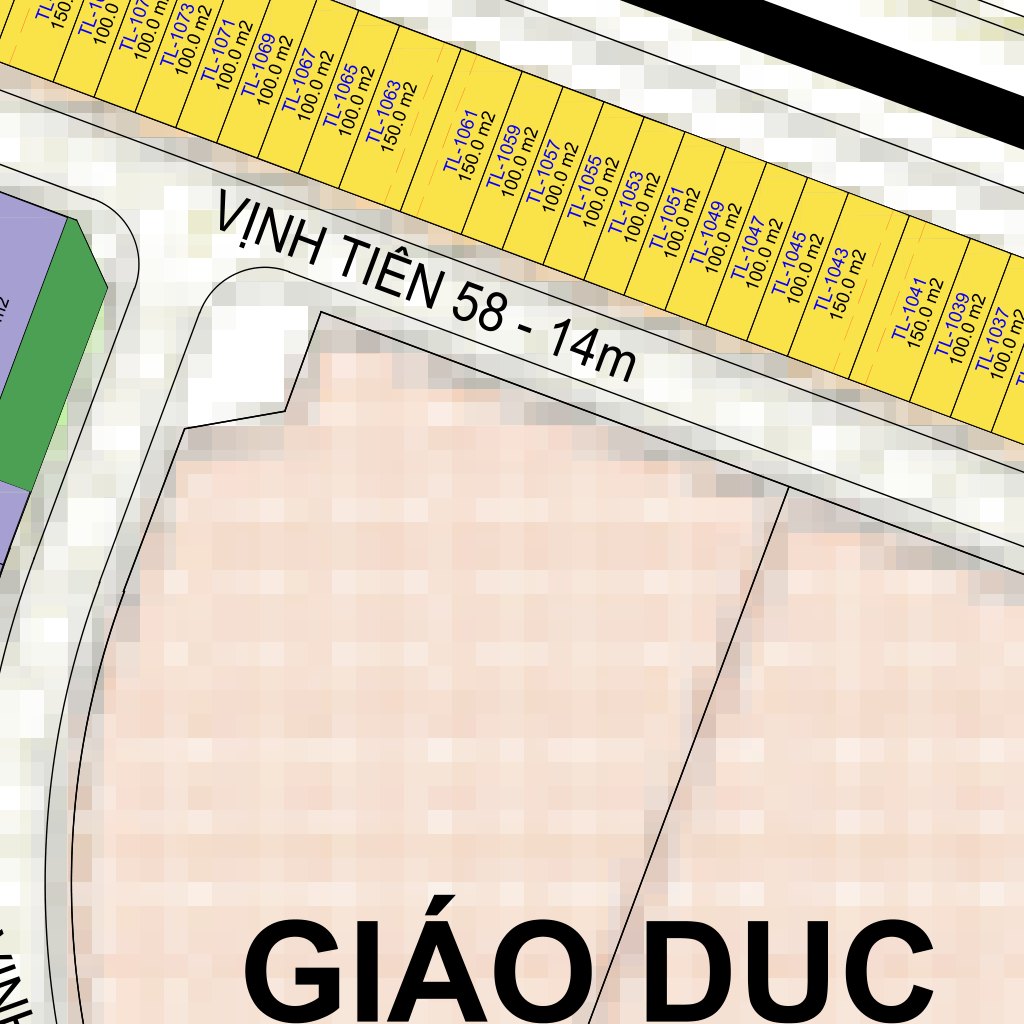 TL-1073
100.0 m2
TL-1071
100.0 m2
TL-1069
100.0 m2
TL-1067
100.0 m2
TL-1065
100.0 m2
TL-1063
150.0 m2
TL-1061
150.0 m2
TL-1059
100.0 m2
TL-1057
100.0 m2
TL-1055
100.0 m2
TL-1053
100.0 m2
TL-1051
100.0 m2
TL-1049
100.0 m2
TL-1047
100.0 m2
TL-1045
100.0 m2
TL-1043
150.0 m2
TL-1041
150.0 m2
TL-1039
100.0 m2
TL-1037
100.0 m2
VỊNH TIÊN 58 - 14m
GIÁO DUC